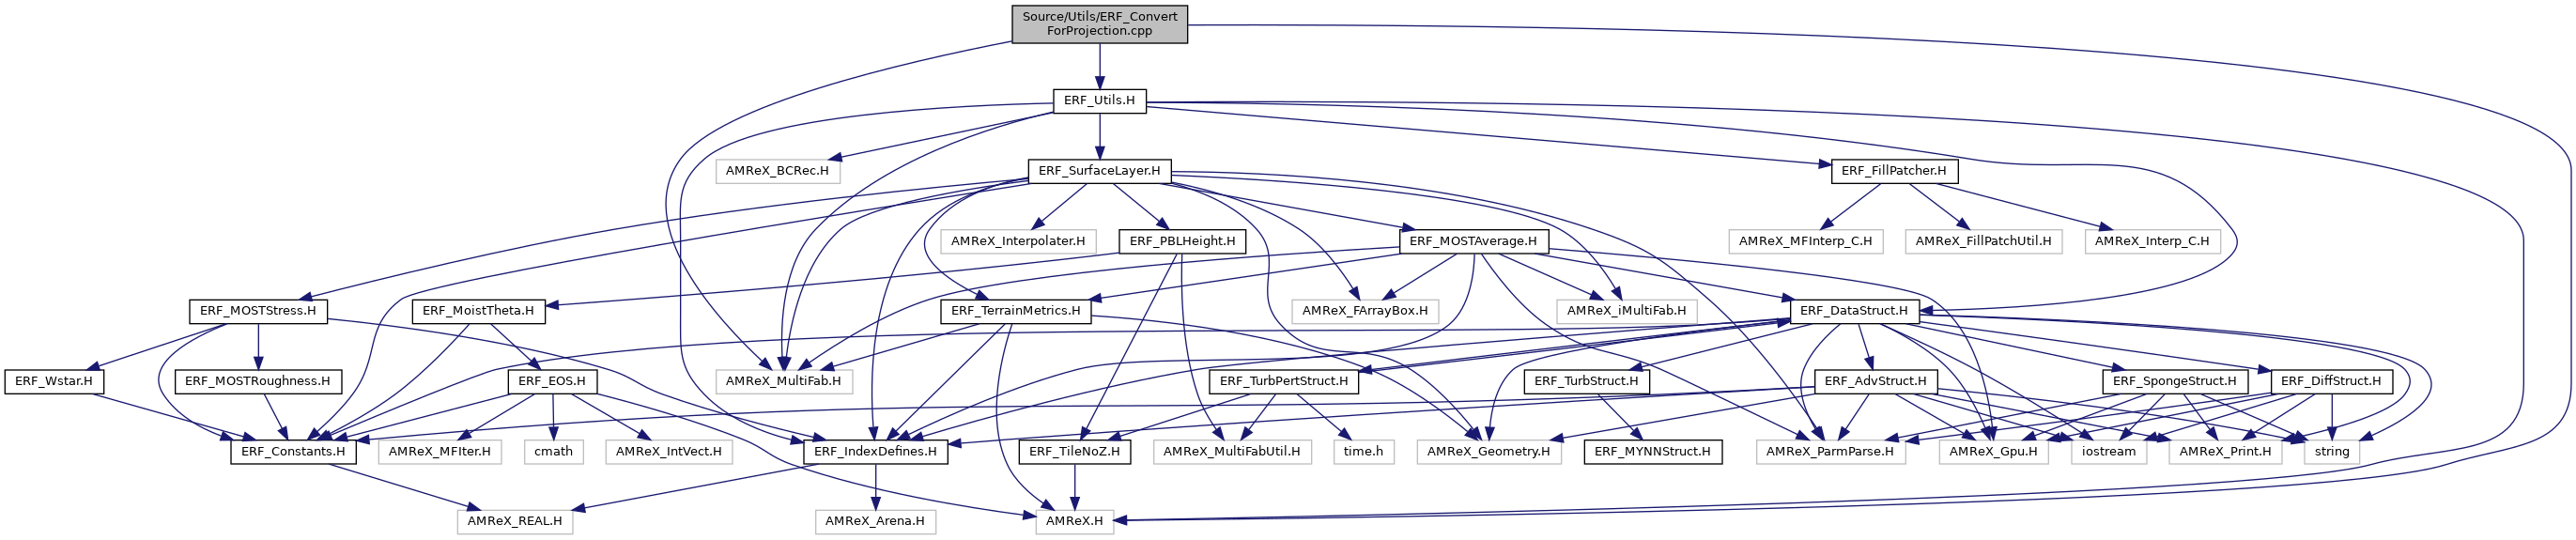 Source/Utils/ERF_Convert
ForProjection.cpp
ERF_Utils.H
AMReX_BCRec.H
ERF_SurfaceLayer.H
ERF_FillPatcher.H
AMReX_Interpolater.H
ERF_PBLHeight.H
ERF_MOSTAverage.H
AMReX_MFInterp_C.H
AMReX_FillPatchUtil.H
AMReX_Interp_C.H
ERF_MOSTStress.H
ERF_MoistTheta.H
ERF_TerrainMetrics.H
AMReX_FArrayBox.H
AMReX_iMultiFab.H
ERF_DataStruct.H
ERF_Wstar.H
ERF_MOSTRoughness.H
ERF_EOS.H
AMReX_MultiFab.H
ERF_TurbPertStruct.H
ERF_TurbStruct.H
ERF_AdvStruct.H
ERF_SpongeStruct.H
ERF_DiffStruct.H
ERF_Constants.H
AMReX_MFIter.H
cmath
AMReX_IntVect.H
ERF_IndexDefines.H
ERF_TileNoZ.H
AMReX_MultiFabUtil.H
time.h
AMReX_Geometry.H
ERF_MYNNStruct.H
AMReX_ParmParse.H
AMReX_Gpu.H
iostream
AMReX_Print.H
string
AMReX_REAL.H
AMReX_Arena.H
AMReX.H